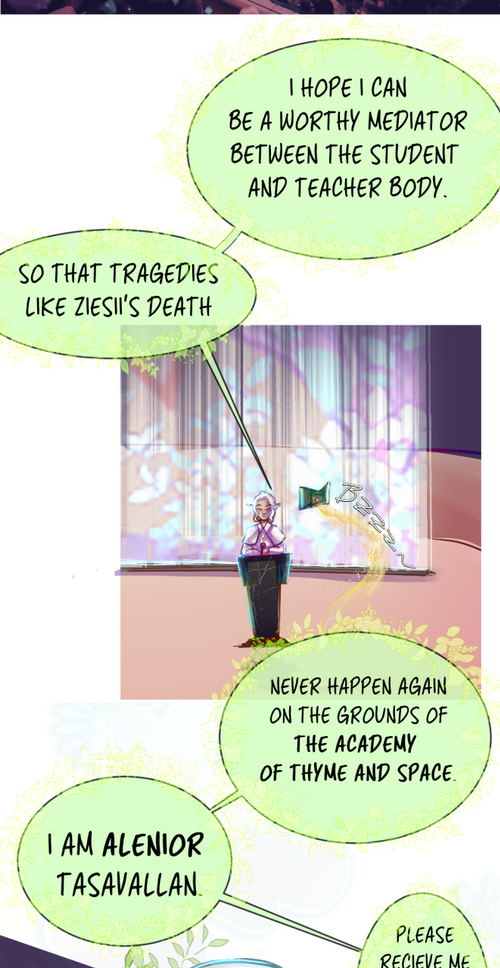 I HOPE I CAN
BE A WORTHY MEDIATOR
BETWEEN THE STUDENT
AND TEACHER BODY.
SO THAT TRAGEDIES
LIKE ZIESII'S DEATH
BZZZZ~
NEVER HAPPEN AGAIN
ON THE GROUNDS OF
THE ACADEMY
OF THYME AND SPACE.
I AM ALENIOR
TASAVALLAN.
PLEASE
RECIEVE ME